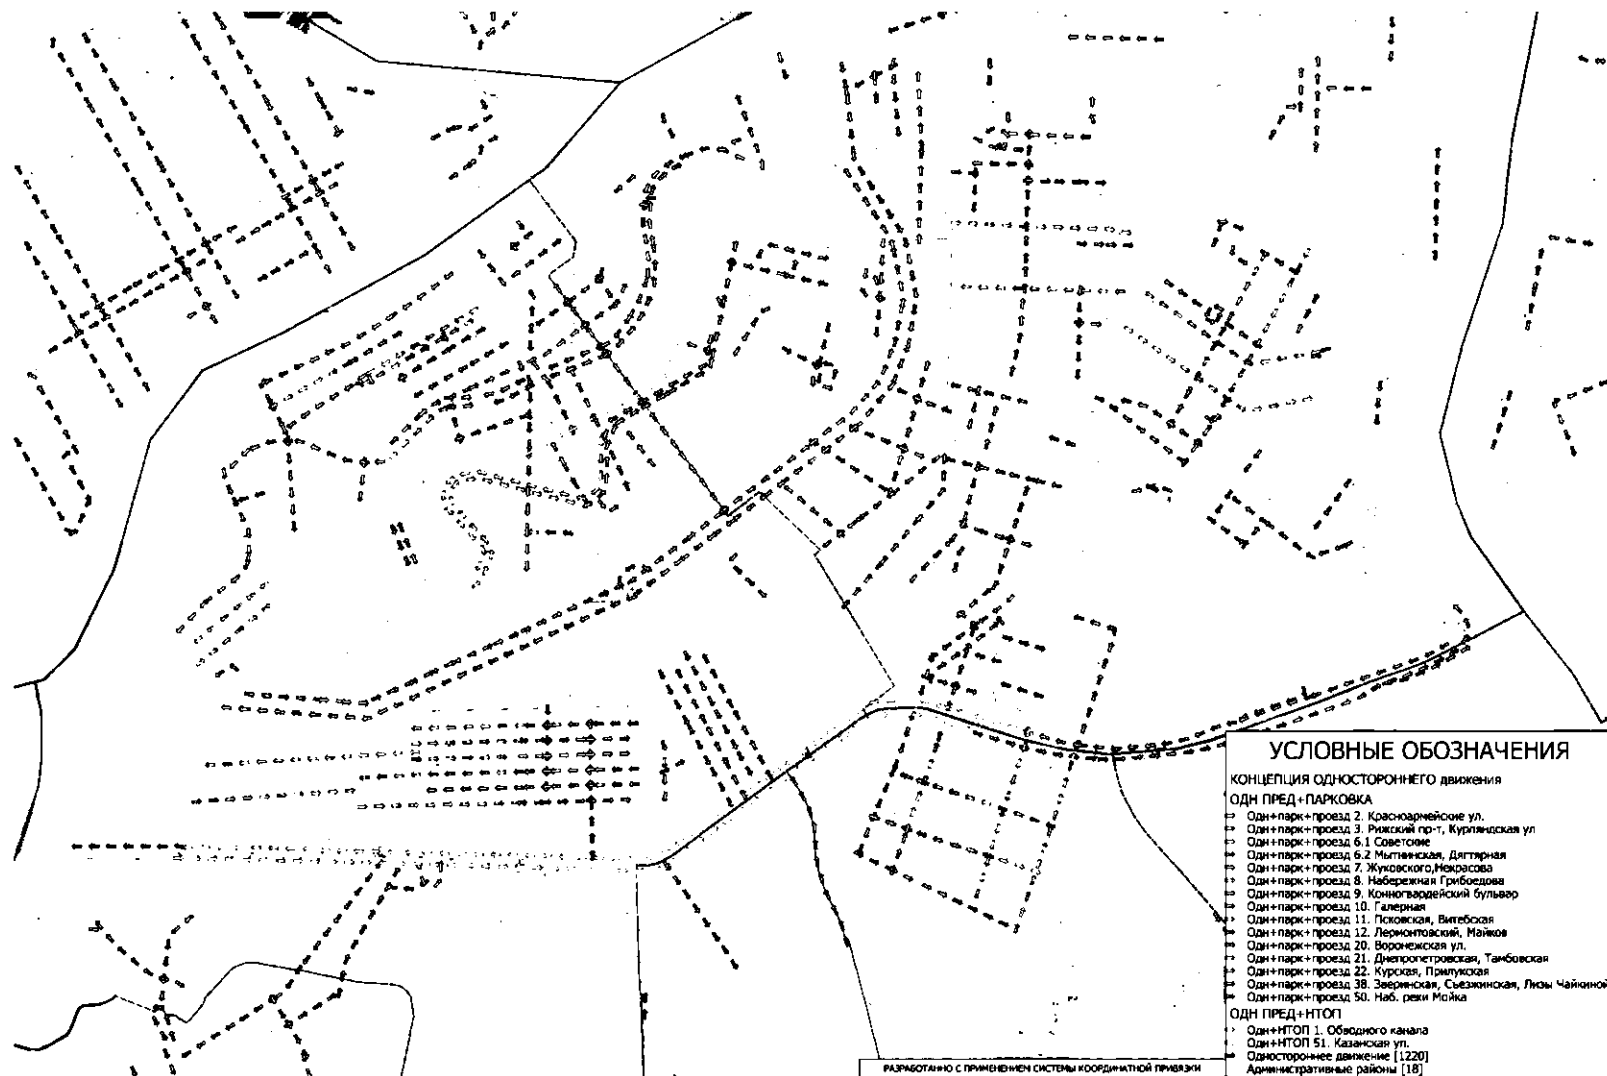 УСЛОВНЫЕ ОБОЗНАЧЕНИЯ
КОНЦЕПЦИЯ ОДНОСТОРОННЕГО движения
ОДН ПРЕД+ПАРКОВКА
Одн+парк+проезд 2. Красноармейские ул.
Одн+парк+проезд 3. Рижский пр-т, Курляндская ул
Одн+парк+проезд 6.1 Советские
Одн+парк+проезд 6.2 Мытнинская, Дягтярная
Одн+парк+проезд 7. Жуковского,Некрасова
Одн+парк+проезд 8. Набережная Грибоедова
Одн+парк+проезд 9. Конногвардейский бульвар
Одн+парк+проезд 10. Галерная
Одн+парк+проезд 11. Псковская, Витебская
Одн+парк+проезд 12. Лермонтовский, Майков
Одн+парк+проезд 20. Воронежская ул.
Одн+парк+проезд 21. Днепропетровская, Тамбовская
Одн+парк+проезд 22. Курская, Прилукская
Одн+парк+проезд 38. Зверинская, Съезжинская, Лизы Чайкиной
Одн+парк+проезд 50. Наб. реки Мойка
ОДН ПРЕД+НТОП
Одн+НТОП 1. Обводного канала
Одн+НТОП 51. Казанская ул.
Одностороннее движение [1220]
Административные районы [18]
РАЗРАБОТАННО С ПРИМЕНЕНИЕМ СИСТЕМЫ КООРДИНАТНОЙ ПРИВЯЗКИ